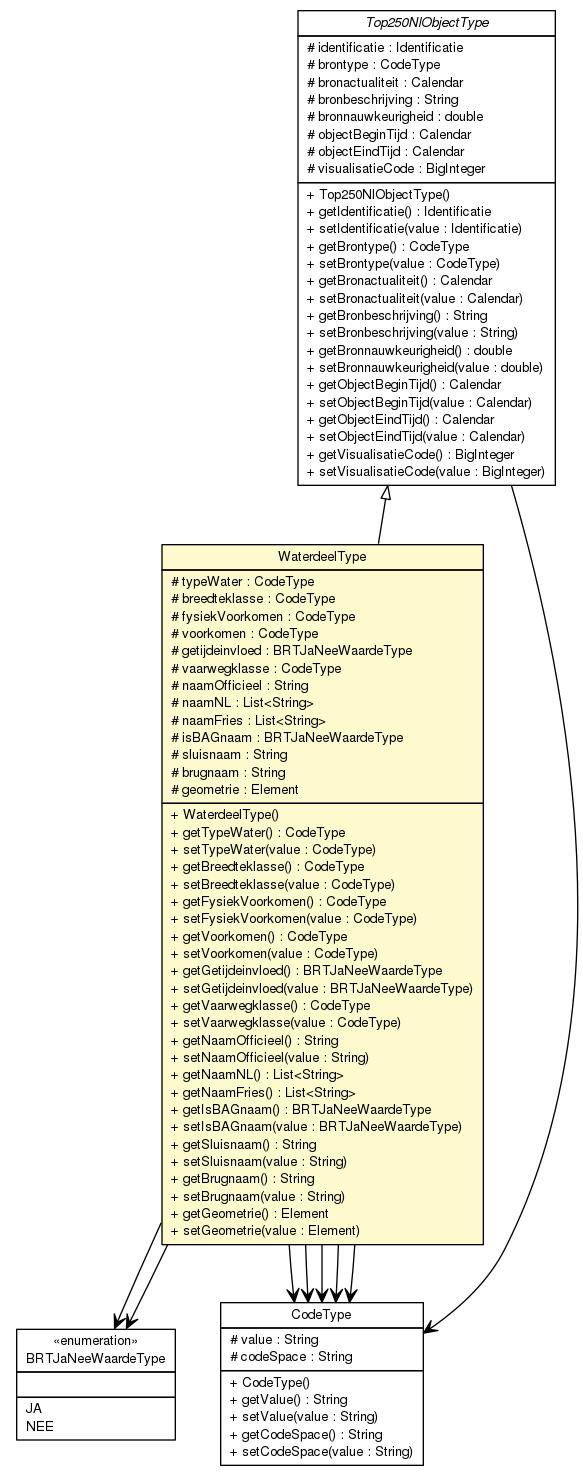 Top250NlObjectType
# identificatie : Identificatie
# brontype : CodeType
# bronactualiteit : Calendar
# bronbeschrijving : String
# bronnauwkeurigheid : double
# objectBeginTijd : Calendar
# objectEindTijd : Calendar
# visualisatieCode : BigInteger
+ Top250NlObjectType()
+ getIdentificatie() : Identificatie
+ setIdentificatie(value : Identificatie)
+ getBrontype() : CodeType
+ setBrontype(value : CodeType)
+ getBronactualiteit() : Calendar
+ setBronactualiteit(value : Calendar)
+ getBronbeschrijving() : String
+ setBronbeschrijving(value : String)
+ getBronnauwkeurigheid() : double
+ setBronnauwkeurigheid(value : double)
+ getObjectBeginTijd() : Calendar
+ setObjectBeginTijd(value : Calendar)
+ getObjectEindTijd() : Calendar
+ setObjectEindTijd(value : Calendar)
+ getVisualisatieCode() : BigInteger
+ setVisualisatieCode(value : BigInteger)
WaterdeelType
# typeWater : CodeType
# breedteklasse : CodeType
# fysiekVoorkomen : CodeType
# voorkomen : CodeType
# getijdeinvloed : BRTJaNeeWaardeType
# vaarwegklasse : CodeType
# naamOfficieel : String
# naamNL : List<String>
# naamFries : List<String>
# isBAGnaam : BRTJaNeeWaardeType
# sluisnaam : String
# brugnaam : String
# geometrie : Element
+ WaterdeelType()
+ getTypeWater() : CodeType
+ setTypeWater(value : CodeType)
+ getBreedteklasse() : CodeType
+ setBreedteklasse(value : CodeType)
+ getFysiekVoorkomen() : CodeType
+ setFysiekVoorkomen(value : CodeType)
+ getVoorkomen() : CodeType
+ setVoorkomen(value : CodeType)
+ getGetijdeinvloed() : BRTJaNeeWaardeType
+ setGetijdeinvloed(value : BRTJaNeeWaardeType)
+ getVaarwegklasse() : CodeType
+ setVaarwegklasse(value : CodeType)
+ getNaamOfficieel() : String
+ setNaamOfficieel(value : String)
+ getNaamNL() : List<String>
+ getNaamFries() : List<String>
+ getIsBAGnaam() : BRTJaNeeWaardeType
+ setIsBAGnaam(value : BRTJaNeeWaardeType)
+ getSluisnaam() : String
+ setSluisnaam(value : String)
+ getBrugnaam() : String
+ setBrugnaam(value : String)
+ getGeometrie() : Element
+ setGeometrie(value : Element)
«enumeration»
BRTJaNeeWaardeType
JA
NEE
CodeType
# value : String
# codeSpace : String
+ CodeType()
+ getValue() : String
+ setValue(value : String)
+ getCodeSpace() : String
+ setCodeSpace(value : String)